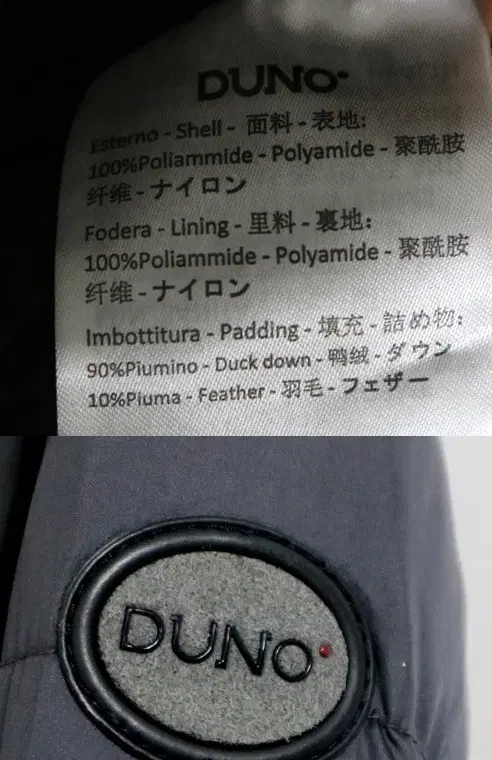 DUNO
Esterno - Shell - 面料 - 表地:
100%Poliammide - Polyamide - 聚酰胺
纤维 - ナイロン
Fodera - Lining - 里料 - 裏地:
100%Poliammide - Polyamide - 聚酰胺
纤维 - ナイロン
Imbottitura - Padding - 填充 - 詰め物:
90%Piumino - Duck down - 鸭绒 - ダウン
10%Piuma - Feather - 羽毛 - フェザー
DUNO